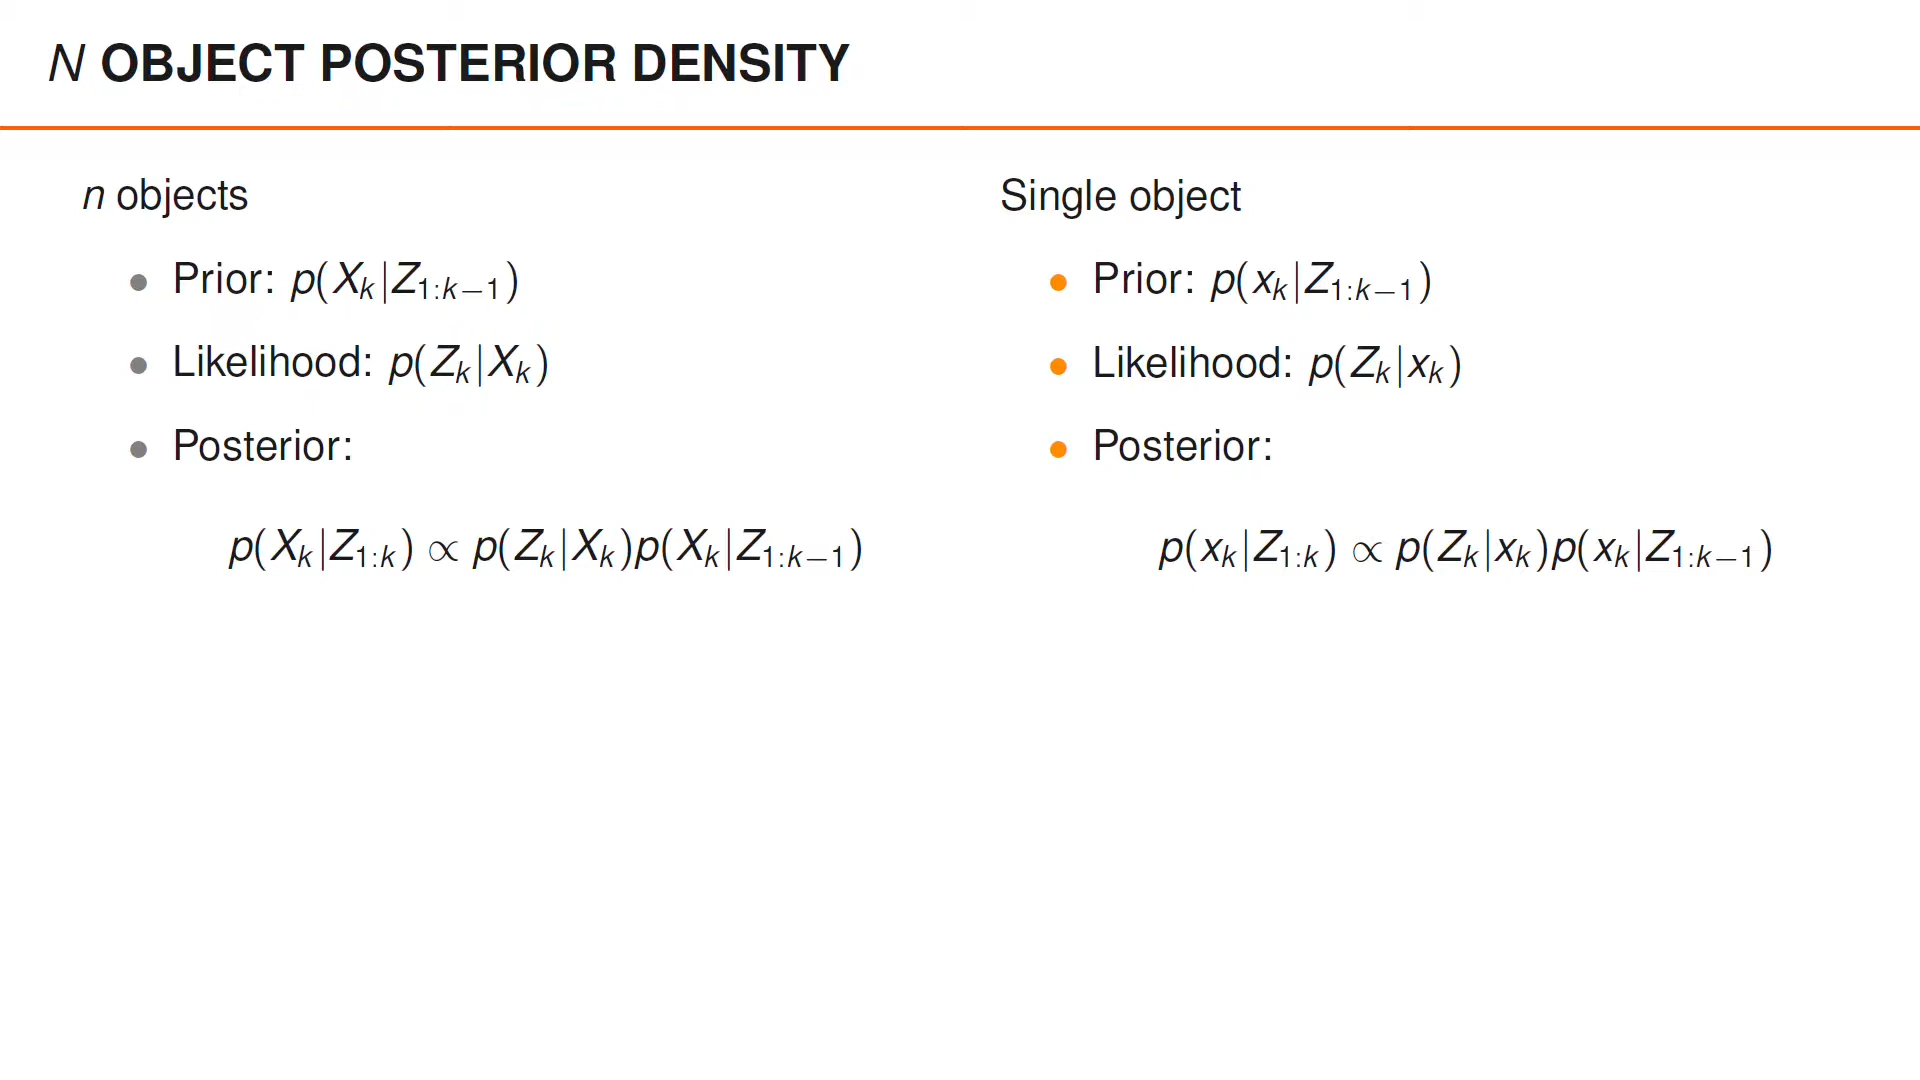 N OBJECT POSTERIOR DENSITY
n objects
• Prior: p(X_k|Z_{1:k−1})
• Likelihood: p(Z_k|X_k)
• Posterior:
p(X_k|Z_{1:k}) ∝ p(Z_k|X_k)p(X_k|Z_{1:k−1})
Single object
• Prior: p(x_k|Z_{1:k−1})
• Likelihood: p(Z_k|x_k)
• Posterior:
p(x_k|Z_{1:k}) ∝ p(Z_k|x_k)p(x_k|Z_{1:k−1})